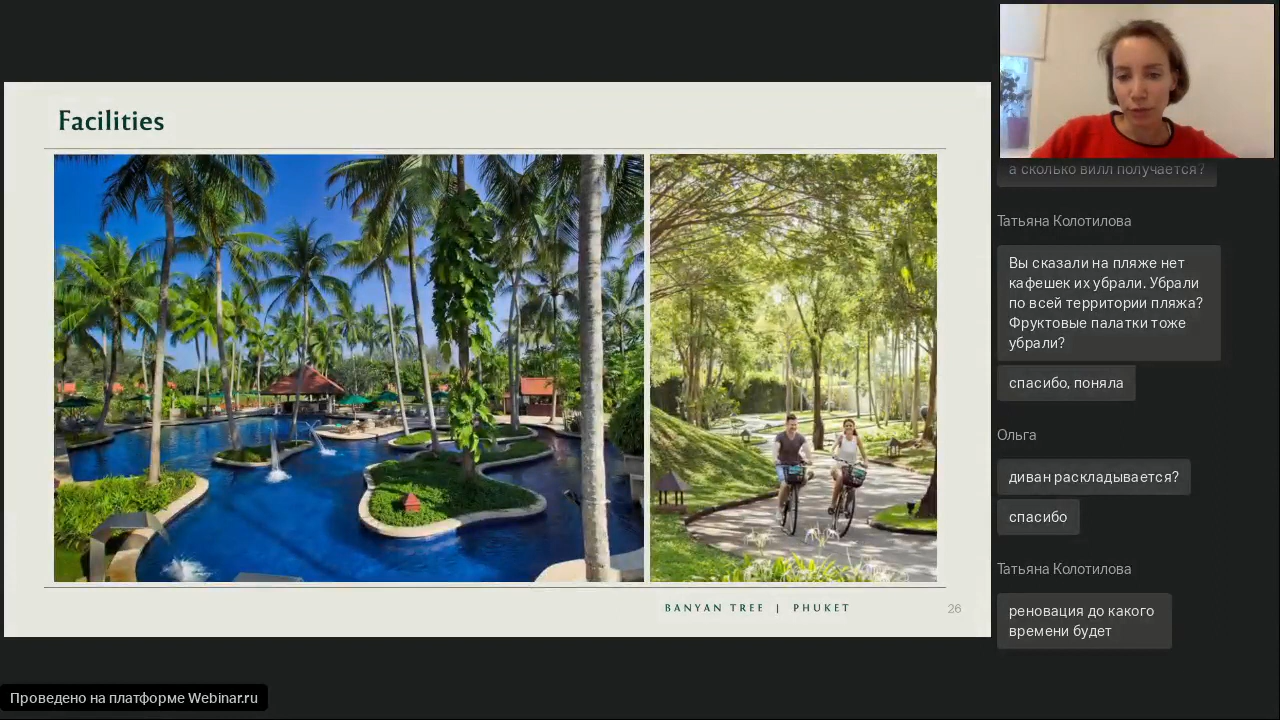 Facilities
BANYAN TREE | PHUKET
26
а сколько вилл получается?
Татьяна Колотилова
Вы сказали на пляже нет
кафешек их убрали. Убрали
по всей территории пляжа?
Фруктовые палатки тоже
убрали?
спасибо, поняла
Ольга
диван раскладывается?
спасибо
Татьяна Колотилова
реновация до какого
времени будет
Проведено на платформе Webinar.ru